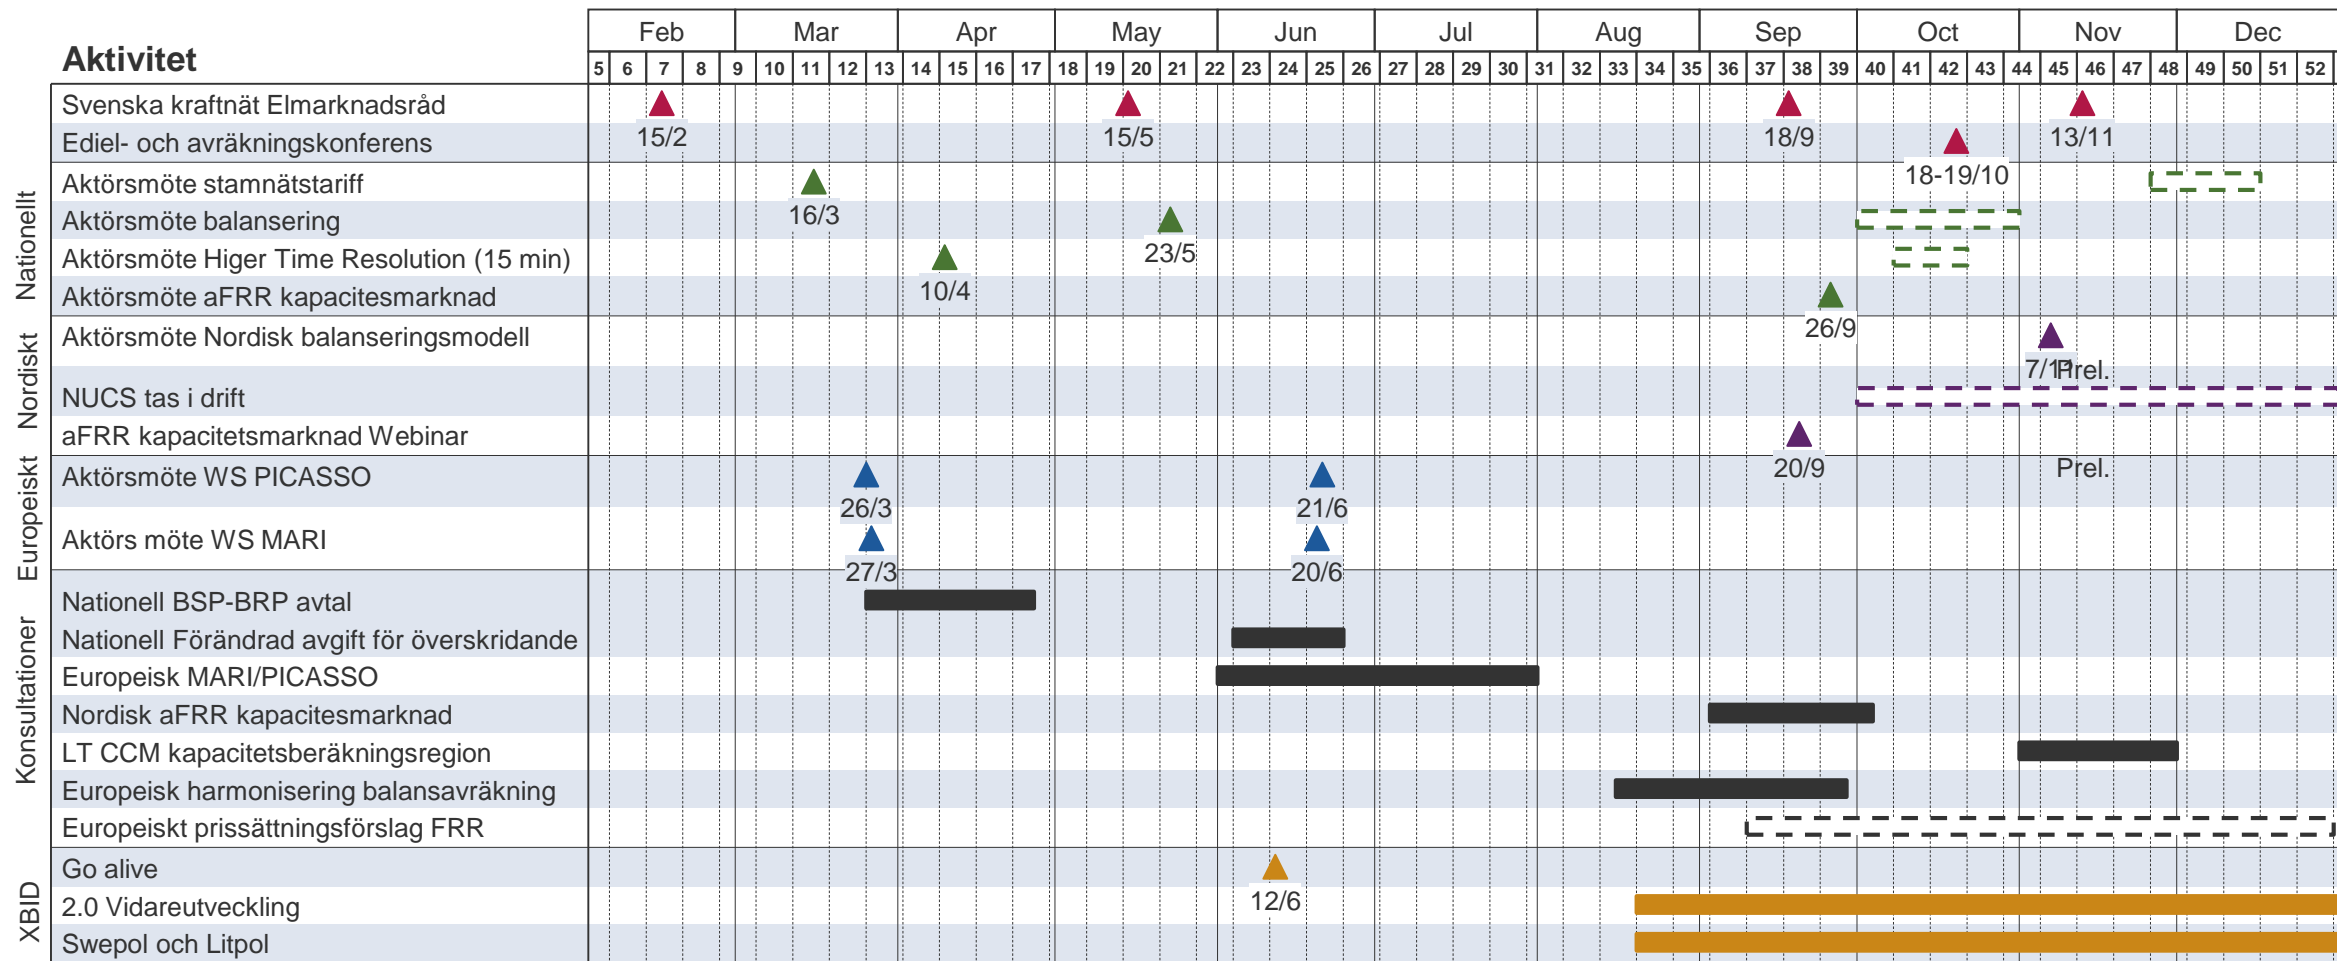 Feb Mar Apr May Jun Jul Aug Sep Oct Nov Dec
Aktivitet
5 6 7 8 9 10 11 12 13 14 15 16 17 18 19 20 21 22 23 24 25 26 27 28 29 30 31 32 33 34 35 36 37 38 39 40 41 42 43 44 45 46 47 48 49 50 51 52
Svenska kraftnät Elmarknadsråd
15/2 15/5 18/9 13/11
Ediel- och avräkningskonferens
18-19/10
Nationellt
Aktörsmöte stamnätstariff
16/3
Aktörsmöte balansering
23/5
Aktörsmöte Higer Time Resolution (15 min)
10/4
Aktörsmöte aFRR kapacitesmarknad
26/9
Nordiskt
Aktörsmöte Nordisk balanseringsmodell
7/11 Prel.
NUCS tas i drift
aFRR kapacitetsmarknad Webinar
20/9 Prel.
Europeiskt
Aktörsmöte WS PICASSO
26/3 21/6
Aktörs möte WS MARI
27/3 20/6
Konsultationer
Nationell BSP-BRP avtal
Nationell Förändrad avgift för överskridande
Europeisk MARI/PICASSO
Nordisk aFRR kapacitesmarknad
LT CCM kapacitetsberäkningsregion
Europeisk harmonisering balansavräkning
Europeiskt prissättningsförslag FRR
XBID
Go alive
12/6
2.0 Vidareutveckling
Swepol och Litpol